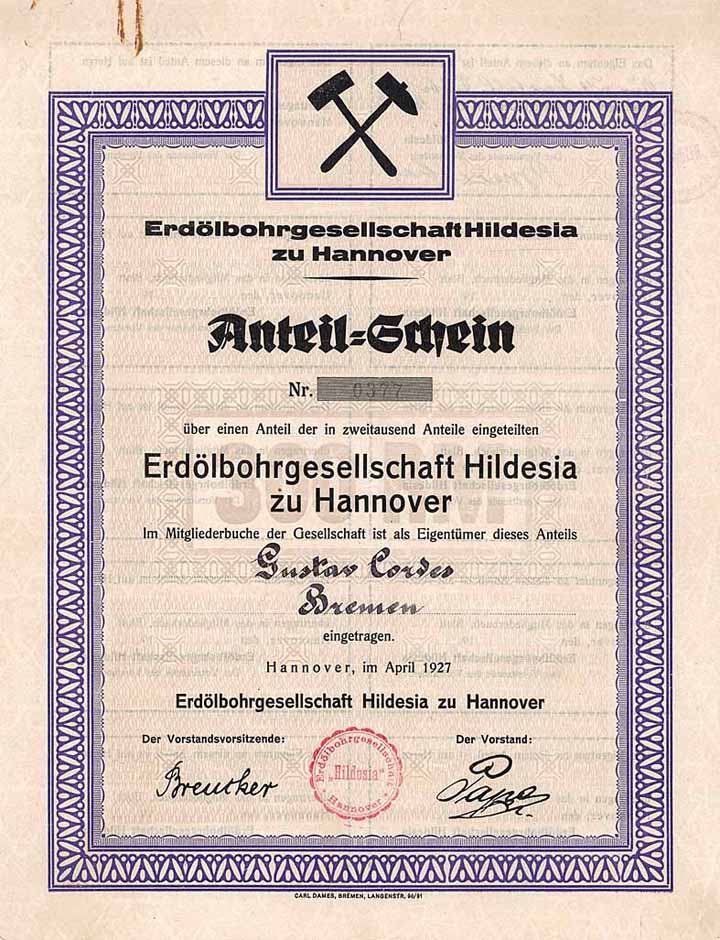 Erdölbohrgesellschaft Hildesia
zu Hannover
Anteil=Schein
Nr. 0377
über einen Anteil der in zweitausend Anteile eingeteilten
Erdölbohrgesellschaft Hildesia
zu Hannover
Im Mitgliederbuche der Gesellschaft ist als Eigentümer dieses Anteils
Gustav Cordes
Bremen
eingetragen.
Hannover, im April 1927
Erdölbohrgesellschaft Hildesia zu Hannover
Der Vorstandsvorsitzende:
Der Vorstand:
Erdölbohrgesellschaft
"Hildesia"
Hannover
Breucker
Pape
CARL DAMES, BREMEN, LANGENSTR. 90/91